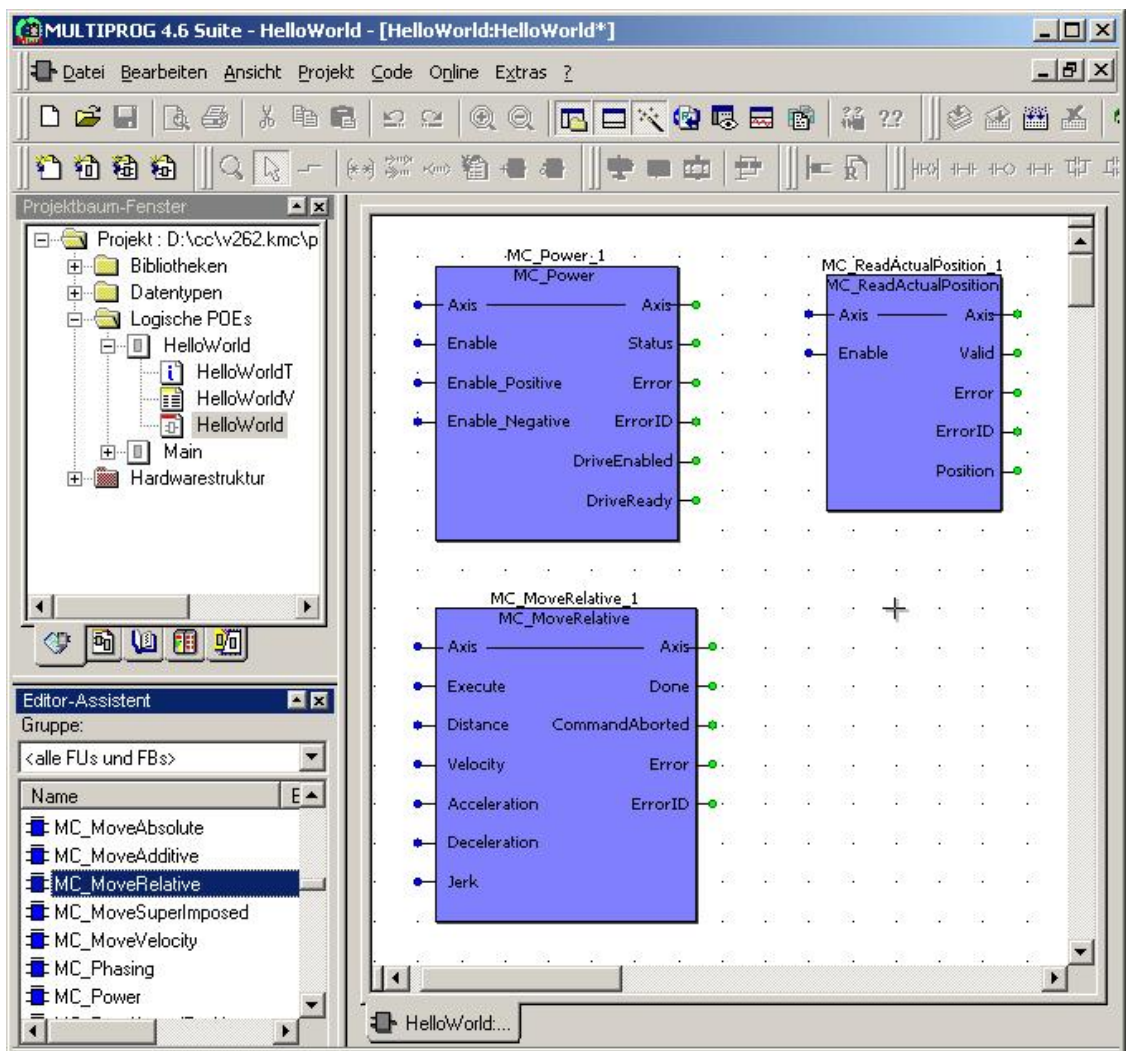 MULTIPROG 4.6 Suite - HelloWorld - [HelloWorld:HelloWorld*]
Datei Bearbeiten Ansicht Projekt Code Online Extras ?
Projektbaum-Fenster
Projekt : D:\cc\v262.kmc\p
Bibliotheken
Datentypen
Logische POEs
HelloWorld
HelloWorldT
HelloWorldV
HelloWorld
Main
Hardwarestruktur
Editor-Assistent
Gruppe:
<alle FUs und FBs>
Name
MC_MoveAbsolute
MC_MoveAdditive
MC_MoveRelative
MC_MoveSuperImposed
MC_MoveVelocity
MC_Phasing
MC_Power
MC_Power_1
MC_Power
Axis Axis
Enable Status
Enable_Positive Error
Enable_Negative ErrorID
DriveEnabled
DriveReady
MC_ReadActualPosition_1
MC_ReadActualPosition
Axis Axis
Enable Valid
Error
ErrorID
Position
MC_MoveRelative_1
MC_MoveRelative
Axis Axis
Execute Done
Distance CommandAborted
Velocity Error
Acceleration ErrorID
Deceleration
Jerk
HelloWorld:...